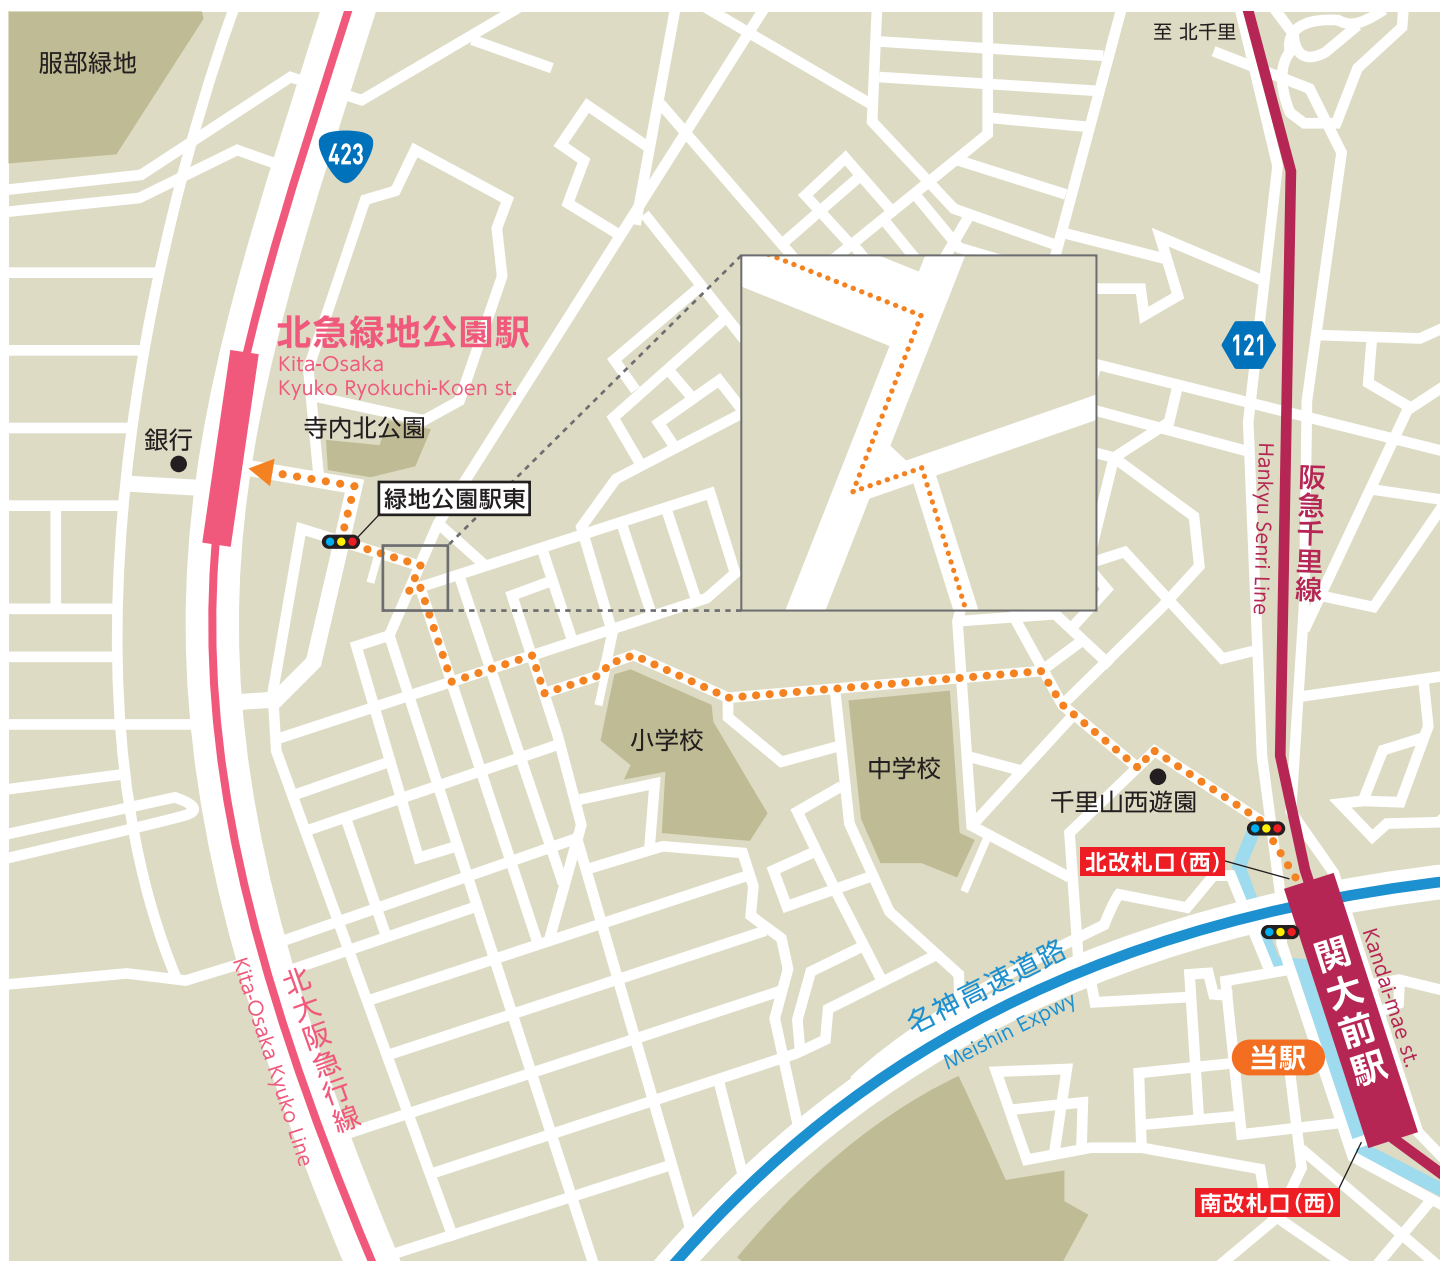 至 北千里
服部緑地
423
北急緑地公園駅
Kita-Osaka
Kyuko Ryokuchi-Koen st.
121
寺内北公園
銀行
緑地公園駅東
Hankyu Senri Line
阪急千里線
小学校
中学校
千里山西遊園
北改札口(西)
関大前駅
Kandai-mae st.
名神高速道路
Meishin Expwy
北大阪急行線
Kita-Osaka Kyuko Line
当駅
南改札口(西)